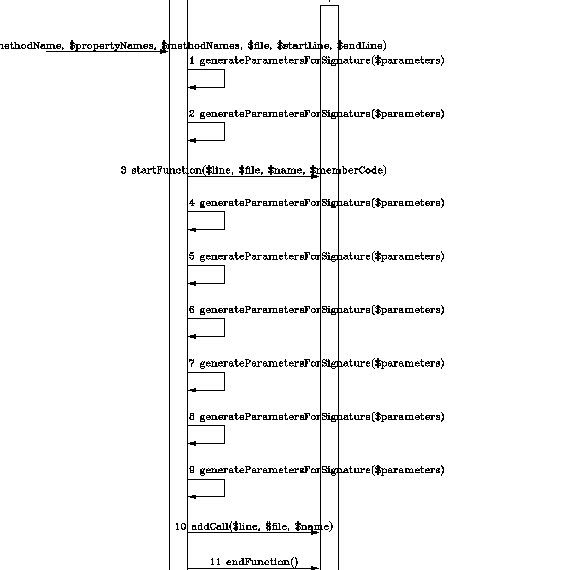 methodName, $propertyNames, $methodNames, $file, $startLine, $endLine)
1 generateParametersForSignature($parameters)
2 generateParametersForSignature($parameters)
3 startFunction($line, $file, $name, $memberCode)
4 generateParametersForSignature($parameters)
5 generateParametersForSignature($parameters)
6 generateParametersForSignature($parameters)
7 generateParametersForSignature($parameters)
8 generateParametersForSignature($parameters)
9 generateParametersForSignature($parameters)
10 addCall($line, $file, $name)
11 endFunction()